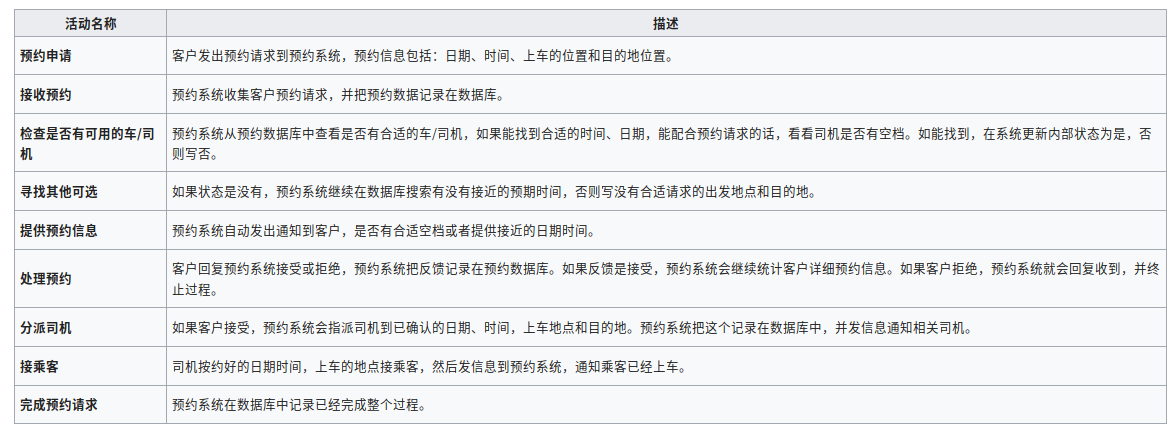 活动名称
描述
预约申请
客户发出预约请求到预约系统，预约信息包括：日期、时间、上车的位置和目的地位置。
接收预约
预约系统收集客户预约请求，并把预约数据记录在数据库。
检查是否有可用的车/司
机
预约系统从预约数据库中查看是否有合适的车/司机，如果能找到合适的时间、日期，能配合预约请求的话，看看司机是否有空档。如能找到，在系统更新内部状态为是，否
则写否。
寻找其他可选
如果状态是没有，预约系统继续在数据库搜索有没有接近的预期时间，否则写没有合适请求的出发地点和目的地。
提供预约信息
预约系统自动发出通知到客户，是否有合适空档或者提供接近的日期时间。
处理预约
客户回复预约系统接受或拒绝，预约系统把反馈记录在预约数据库。如果反馈是接受，预约系统会继续统计客户详细预约信息。如果客户拒绝，预约系统就会回复收到，并终
止过程。
分派司机
如果客户接受，预约系统会指派司机到已确认的日期、时间，上车地点和目的地。预约系统把这个记录在数据库中，并发信息通知相关司机。
接乘客
司机按约好的日期时间，上车的地点接乘客，然后发信息到预约系统，通知乘客已经上车。
完成预约请求
预约系统在数据库中记录已经完成整个过程。